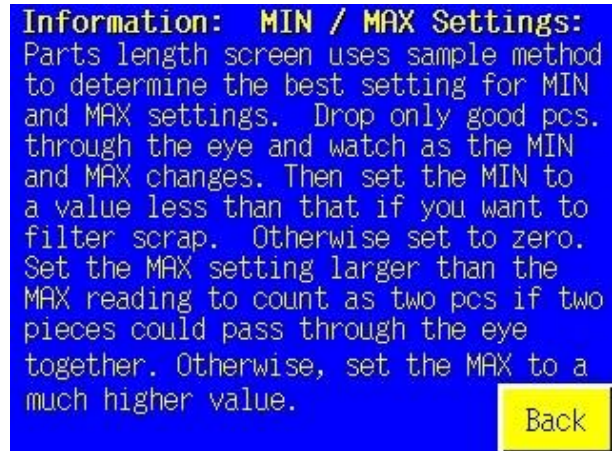 Information:  MIN / MAX Settings:
Parts length screen uses sample method
to determine the best setting for MIN
and MAX settings.  Drop only good pcs.
through the eye and watch as the MIN
and MAX changes. Then set the MIN to
a value less than that if you want to
filter scrap.  Otherwise set to zero.
Set the MAX setting larger than the
MAX reading to count as two pcs if two
pieces could pass through the eye
together. Otherwise, set the MAX to a
much higher value.
Back